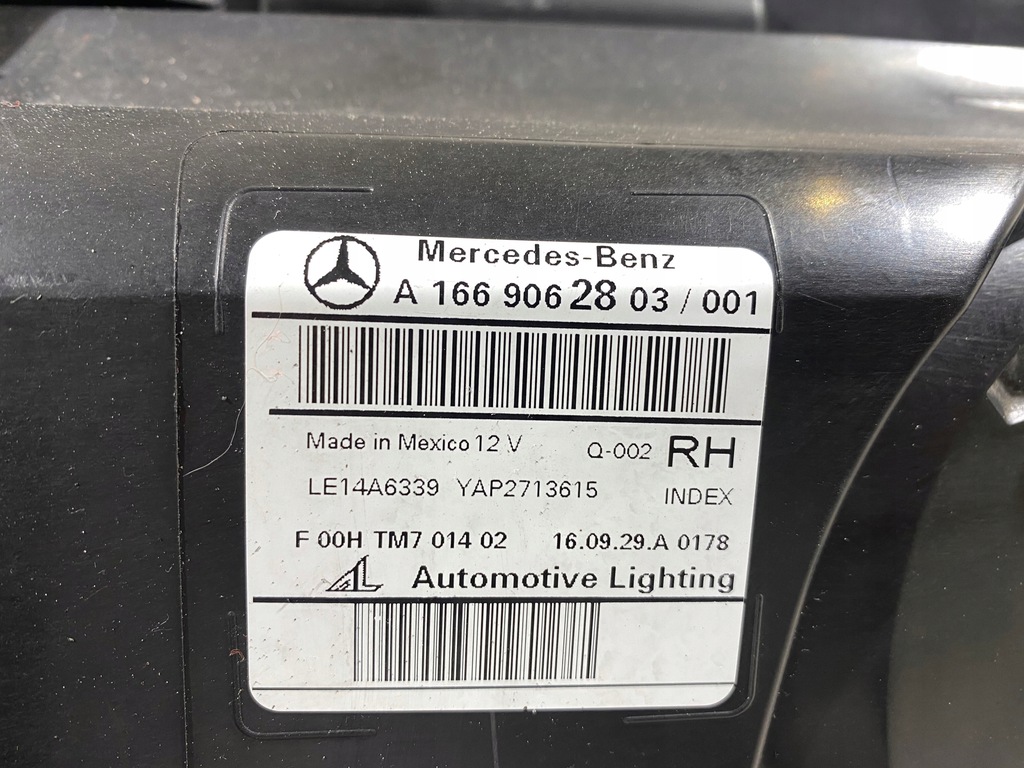 Mercedes-Benz
A 166 906 28 03 / 001
Made in Mexico 12 V Q-002 RH
LE14A6339 YAP2713615 INDEX
F 00H TM7 014 02 16.09.29.A 0178
AL Automotive Lighting